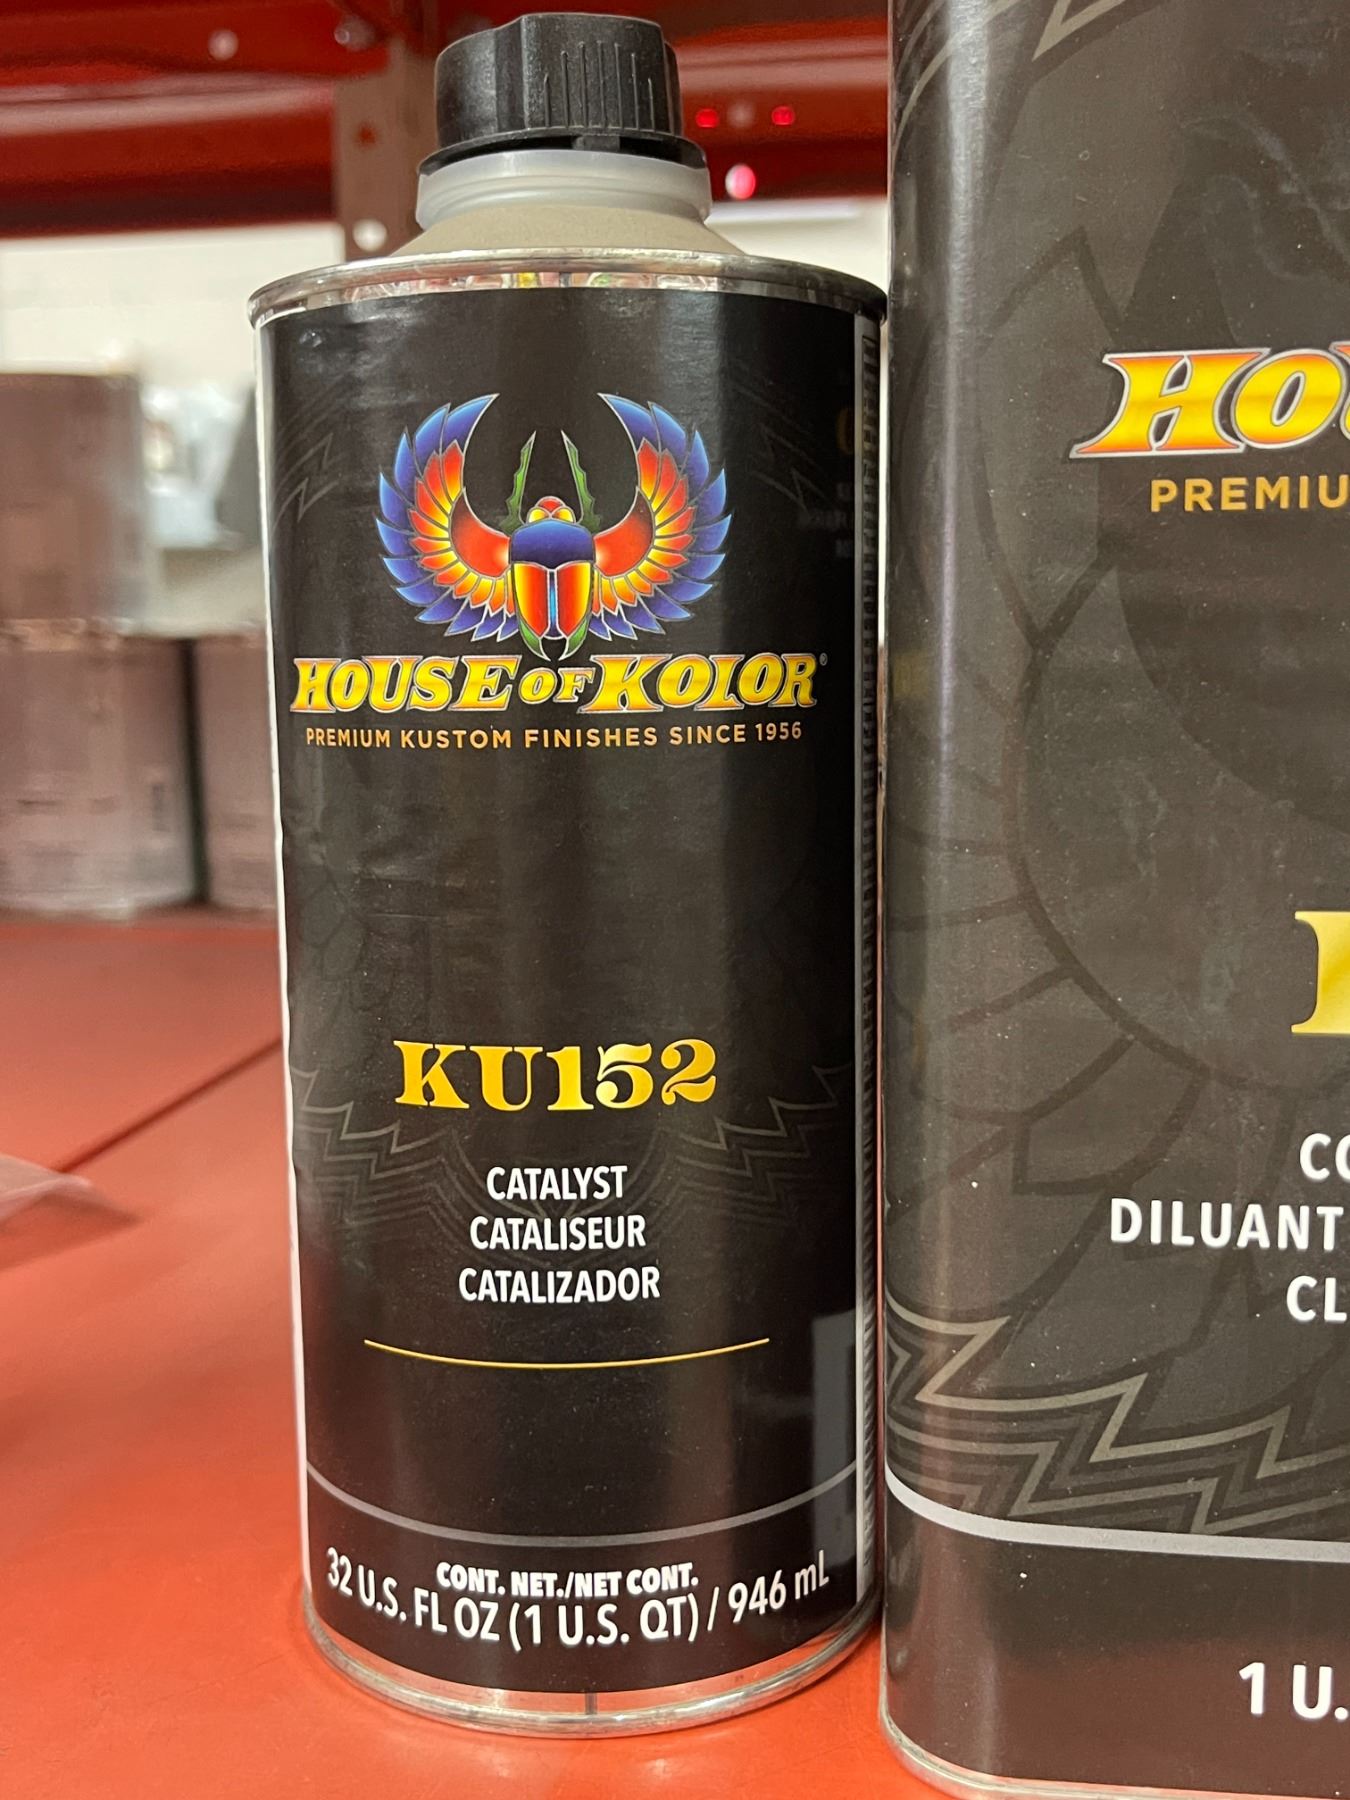 HOUSE OF KOLOR®
PREMIUM KUSTOM FINISHES SINCE 1956
KU152
CATALYST
CATALISEUR
CATALIZADOR
CONT. NET./NET CONT.
32 U.S. FL OZ (1 U.S. QT) / 946 mL
HO
PREMIU
CO
DILUANT
CL
1 U.